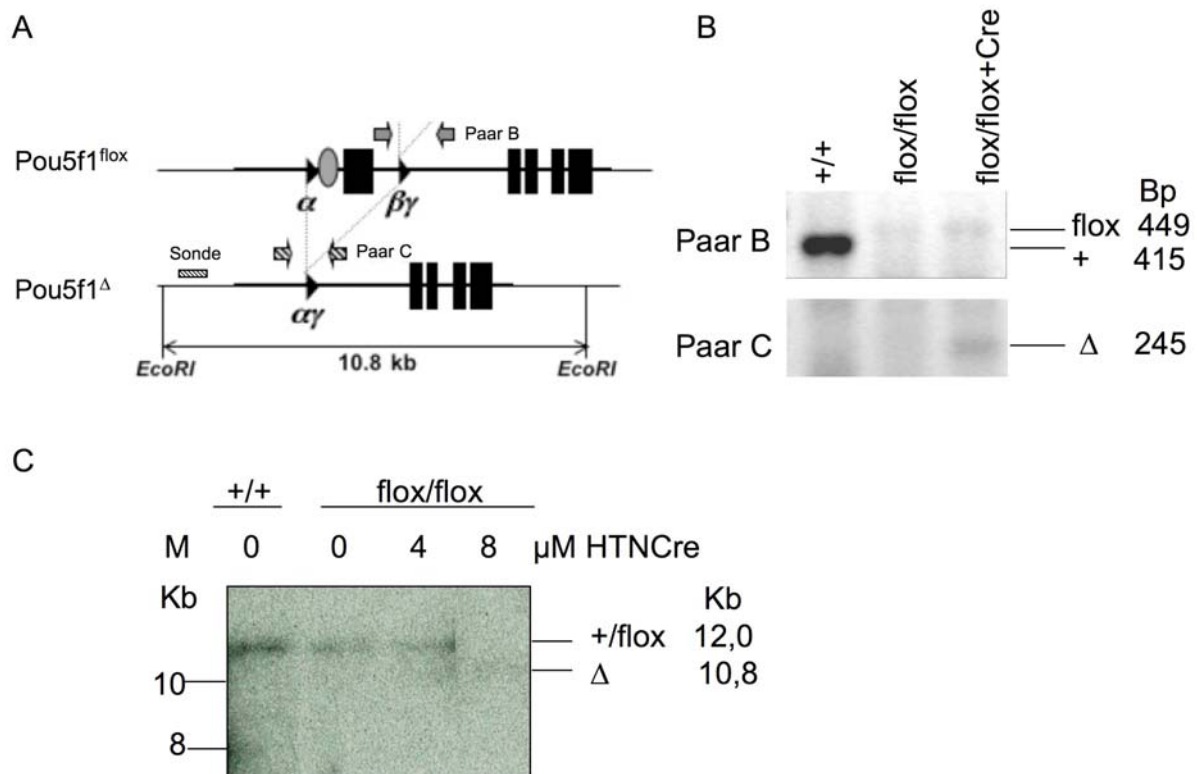 A
Pou5f1flox
Paar B
α
βγ
Sonde
Paar C
Pou5f1Δ
αγ
10.8 kb
EcoRI
EcoRI
B
+/+
flox/flox
flox/flox+Cre
Bp
Paar B
flox 449
+ 415
Paar C
Δ 245
C
+/+ flox/flox
M 0 0 4 8 µM HTNCre
Kb Kb
+/flox 12,0
Δ 10,8
10
8